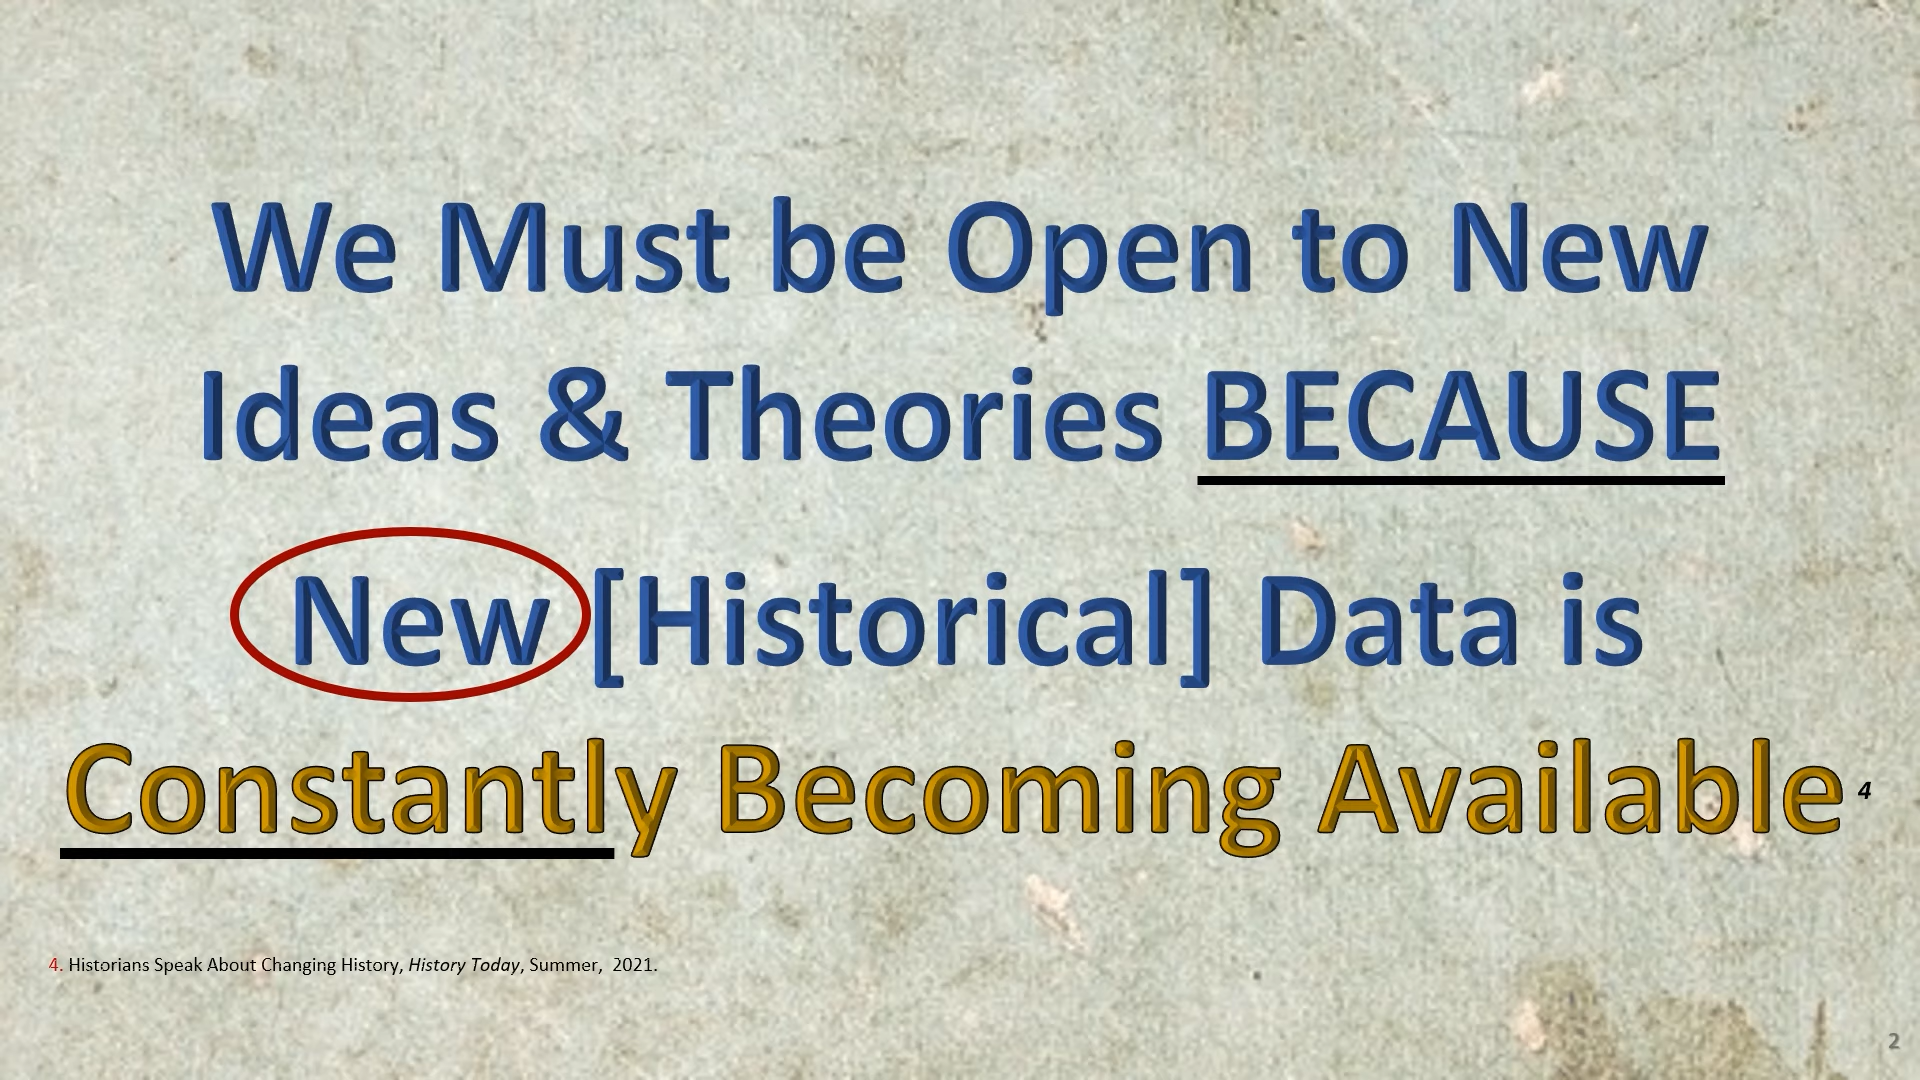 We Must be Open to New
Ideas & Theories BECAUSE
New [Historical] Data is
Constantly Becoming Available 4
4. Historians Speak About Changing History, History Today, Summer,  2021.
2